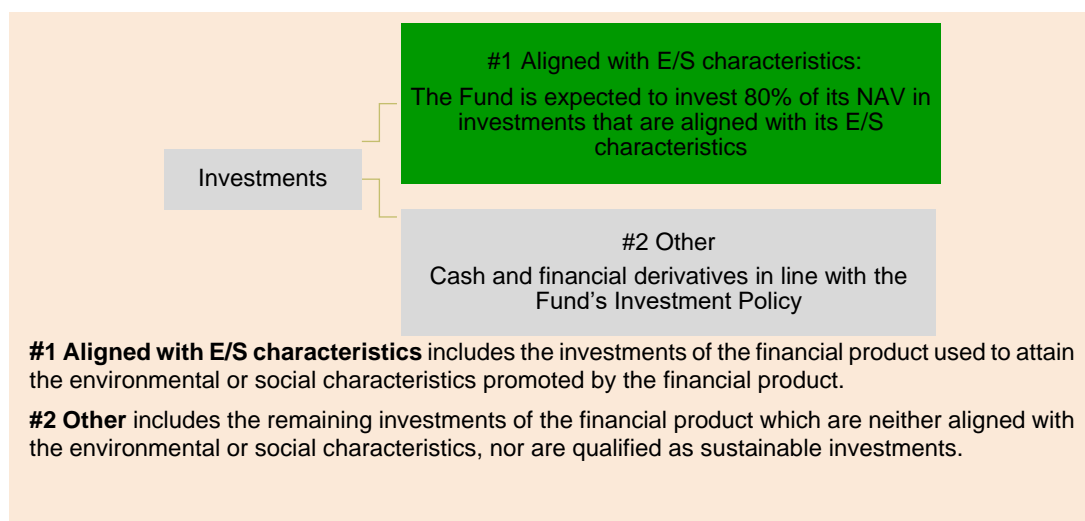 #1 Aligned with E/S characteristics:
The Fund is expected to invest 80% of its NAV in
investments that are aligned with its E/S
characteristics
Investments
#2 Other
Cash and financial derivatives in line with the
Fund's Investment Policy
#1 Aligned with E/S characteristics includes the investments of the financial product used to attain
the environmental or social characteristics promoted by the financial product.
#2 Other includes the remaining investments of the financial product which are neither aligned with
the environmental or social characteristics, nor are qualified as sustainable investments.